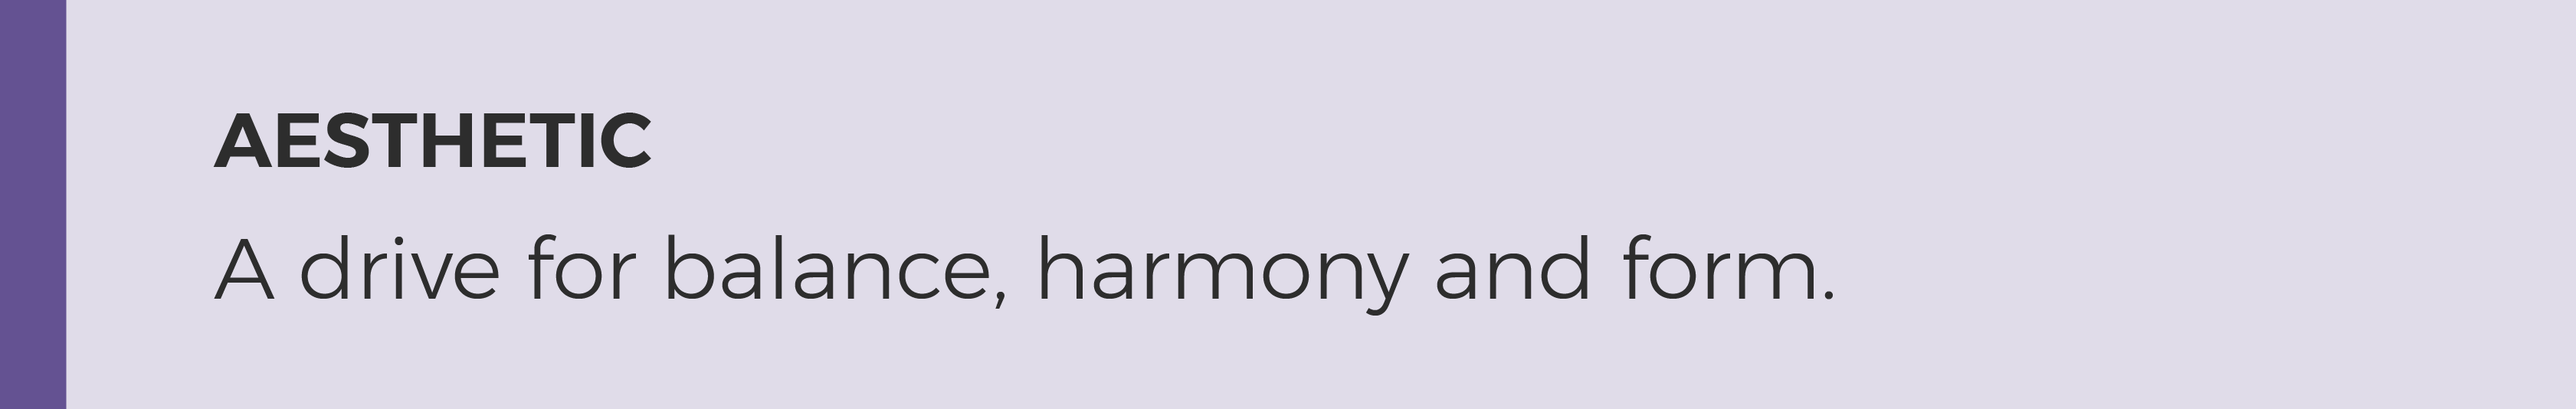 AESTHETIC
A drive for balance, harmony and form.